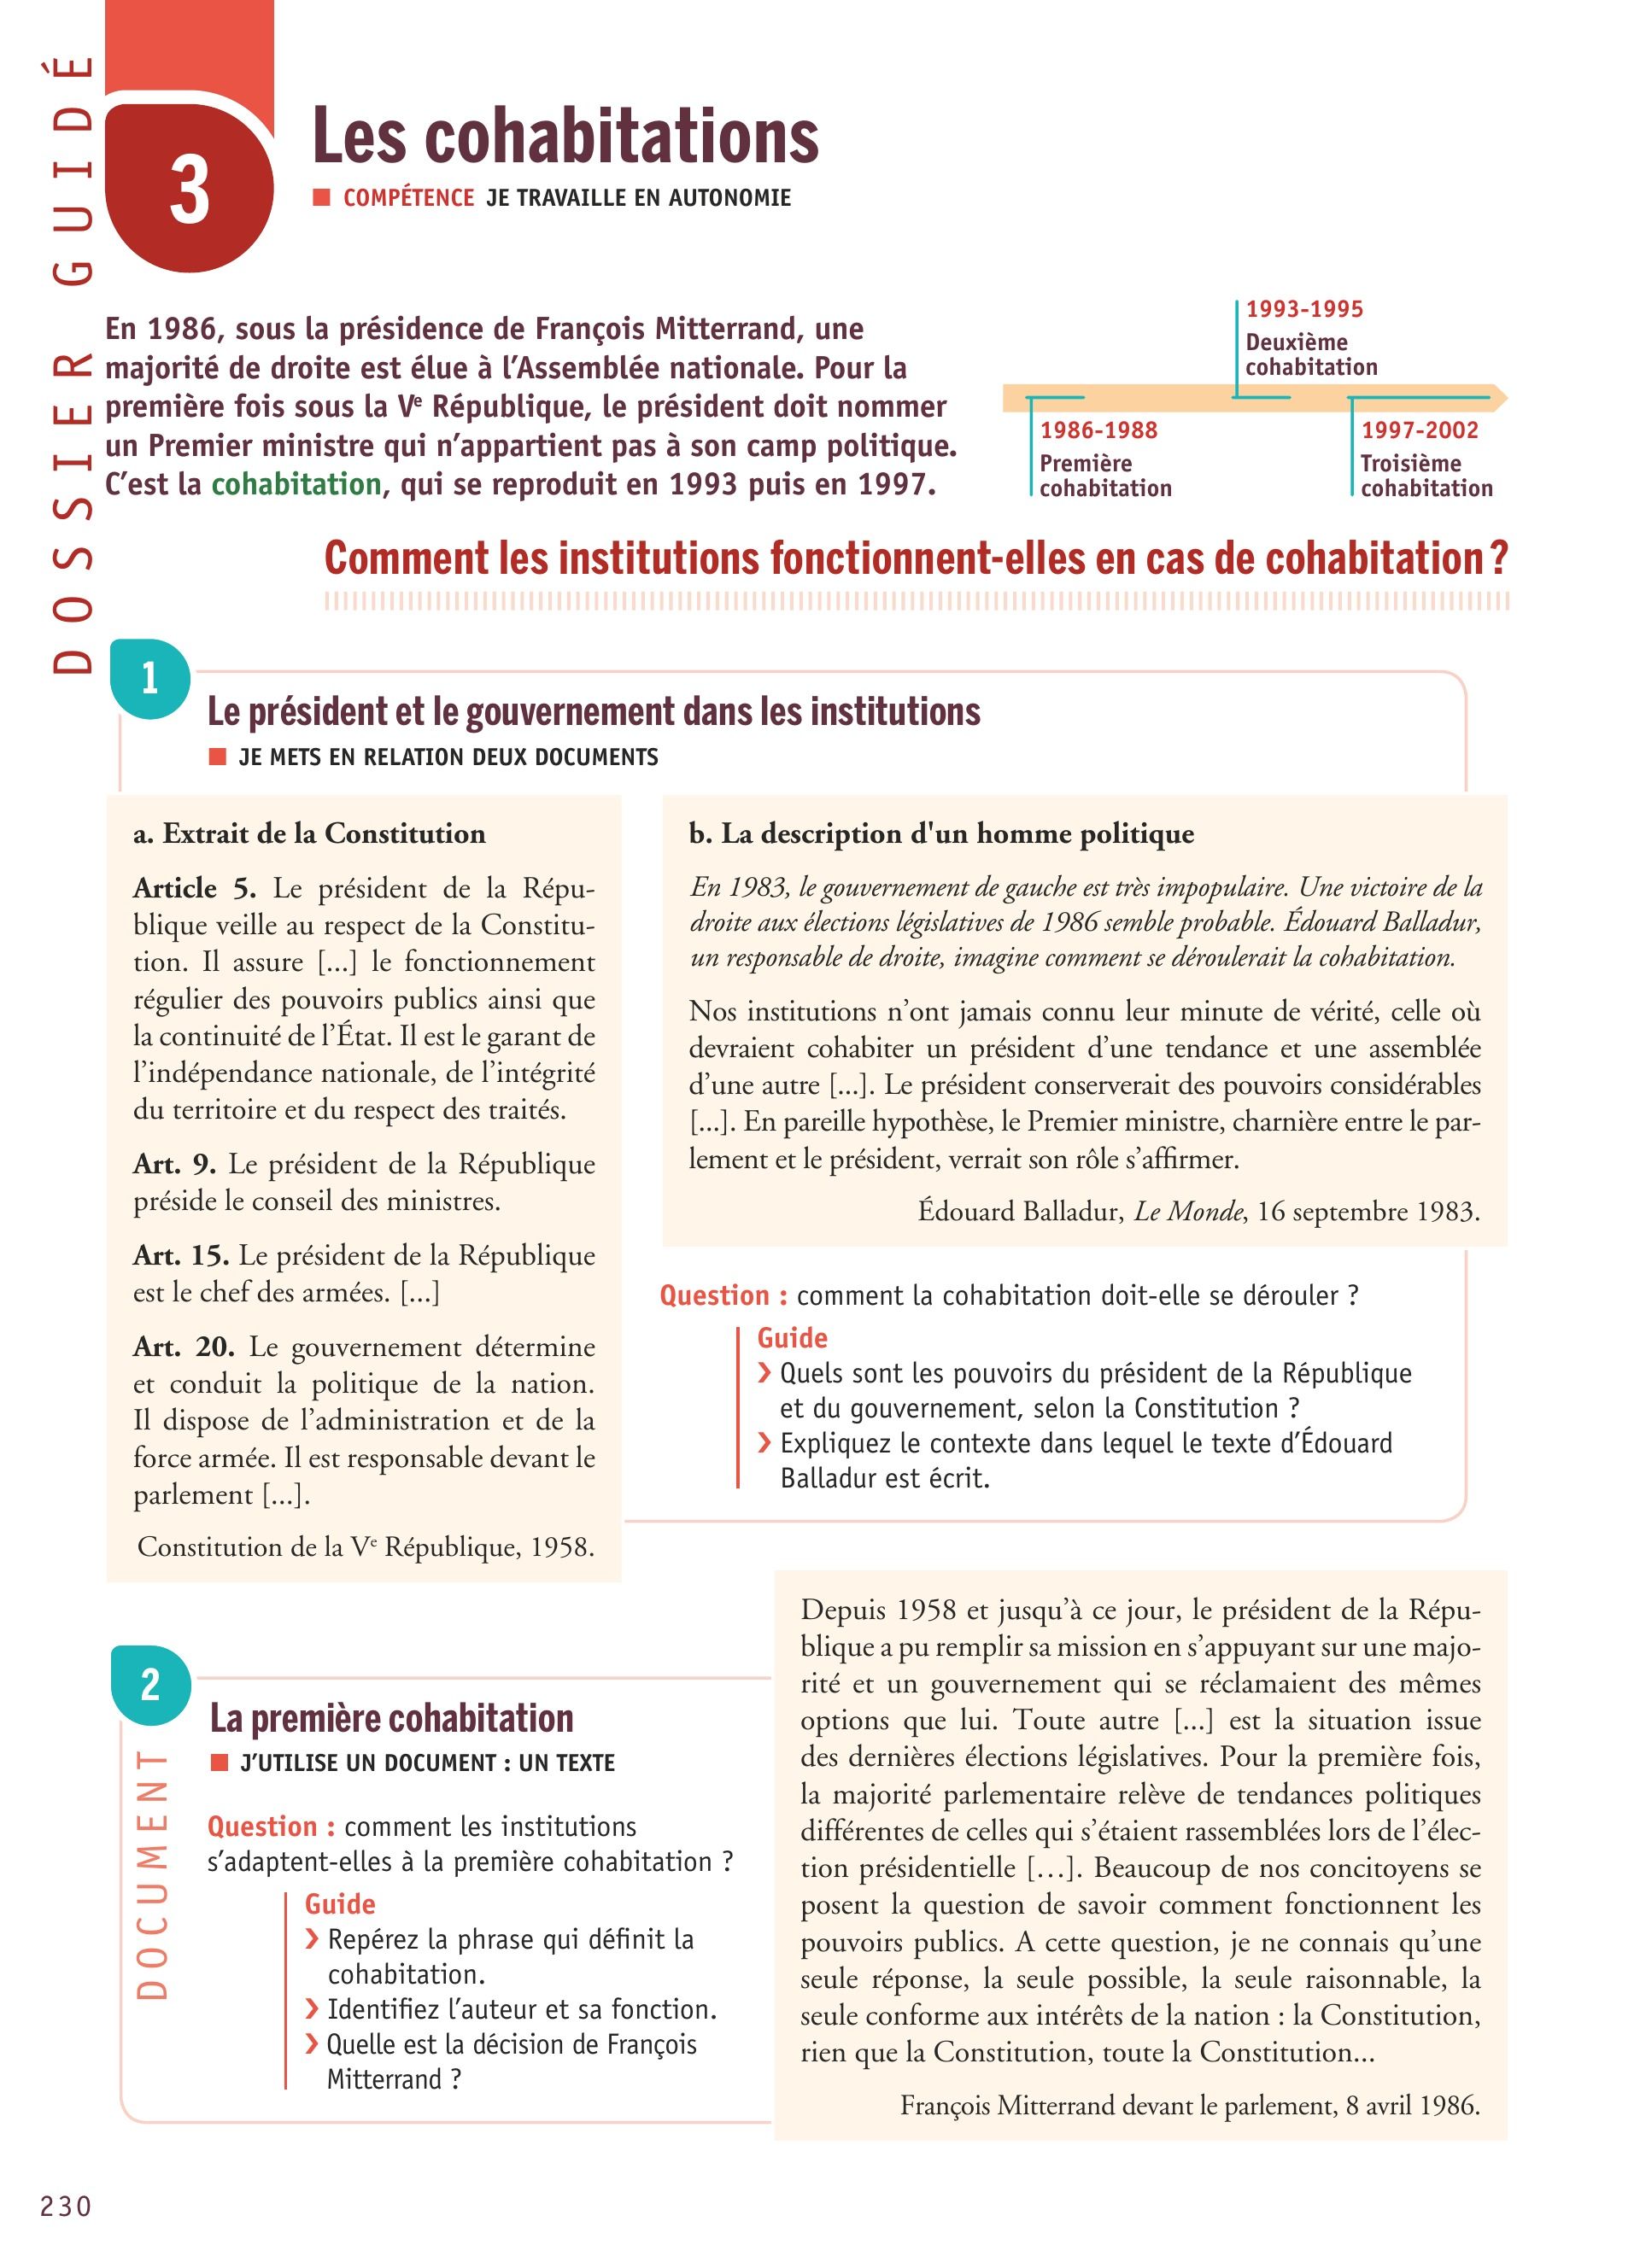 DOSSIER GUIDÉ
3
Les cohabitations
COMPÉTENCE JE TRAVAILLE EN AUTONOMIE
En 1986, sous la présidence de François Mitterrand, une
majorité de droite est élue à l’Assemblée nationale. Pour la
première fois sous la Ve République, le président doit nommer
un Premier ministre qui n’appartient pas à son camp politique.
C’est la cohabitation, qui se reproduit en 1993 puis en 1997.
1993-1995
Deuxième
cohabitation
1986-1988
Première
cohabitation
1997-2002
Troisième
cohabitation
Comment les institutions fonctionnent-elles en cas de cohabitation ?
1
Le président et le gouvernement dans les institutions
JE METS EN RELATION DEUX DOCUMENTS
a. Extrait de la Constitution
Article 5. Le président de la Répu-
blique veille au respect de la Constitu-
tion. Il assure [...] le fonctionnement
régulier des pouvoirs publics ainsi que
la continuité de l’État. Il est le garant de
l’indépendance nationale, de l’intégrité
du territoire et du respect des traités.
Art. 9. Le président de la République
préside le conseil des ministres.
Art. 15. Le président de la République
est le chef des armées. [...]
Art. 20. Le gouvernement détermine
et conduit la politique de la nation.
Il dispose de l’administration et de la
force armée. Il est responsable devant le
parlement [...].
Constitution de la Ve République, 1958.
b. La description d'un homme politique
En 1983, le gouvernement de gauche est très impopulaire. Une victoire de la
droite aux élections législatives de 1986 semble probable. Édouard Balladur,
un responsable de droite, imagine comment se déroulerait la cohabitation.
Nos institutions n’ont jamais connu leur minute de vérité, celle où
devraient cohabiter un président d’une tendance et une assemblée
d’une autre [...]. Le président conserverait des pouvoirs considérables
[...]. En pareille hypothèse, le Premier ministre, charnière entre le par-
lement et le président, verrait son rôle s’affirmer.
Édouard Balladur, Le Monde, 16 septembre 1983.
Question : comment la cohabitation doit-elle se dérouler ?
Guide
› Quels sont les pouvoirs du président de la République
et du gouvernement, selon la Constitution ?
› Expliquez le contexte dans lequel le texte d’Édouard
Balladur est écrit.
2
DOCUMENT
La première cohabitation
J’UTILISE UN DOCUMENT : UN TEXTE
Question : comment les institutions
s’adaptent-elles à la première cohabitation ?
Guide
› Repérez la phrase qui définit la
cohabitation.
› Identifiez l’auteur et sa fonction.
› Quelle est la décision de François
Mitterrand ?
Depuis 1958 et jusqu’à ce jour, le président de la Répu-
blique a pu remplir sa mission en s’appuyant sur une majo-
rité et un gouvernement qui se réclamaient des mêmes
options que lui. Toute autre [...] est la situation issue
des dernières élections législatives. Pour la première fois,
la majorité parlementaire relève de tendances politiques
différentes de celles qui s’étaient rassemblées lors de l’élec-
tion présidentielle [...]. Beaucoup de nos concitoyens se
posent la question de savoir comment fonctionnent les
pouvoirs publics. A cette question, je ne connais qu’une
seule réponse, la seule possible, la seule raisonnable, la
seule conforme aux intérêts de la nation : la Constitution,
rien que la Constitution, toute la Constitution...
François Mitterrand devant le parlement, 8 avril 1986.
230